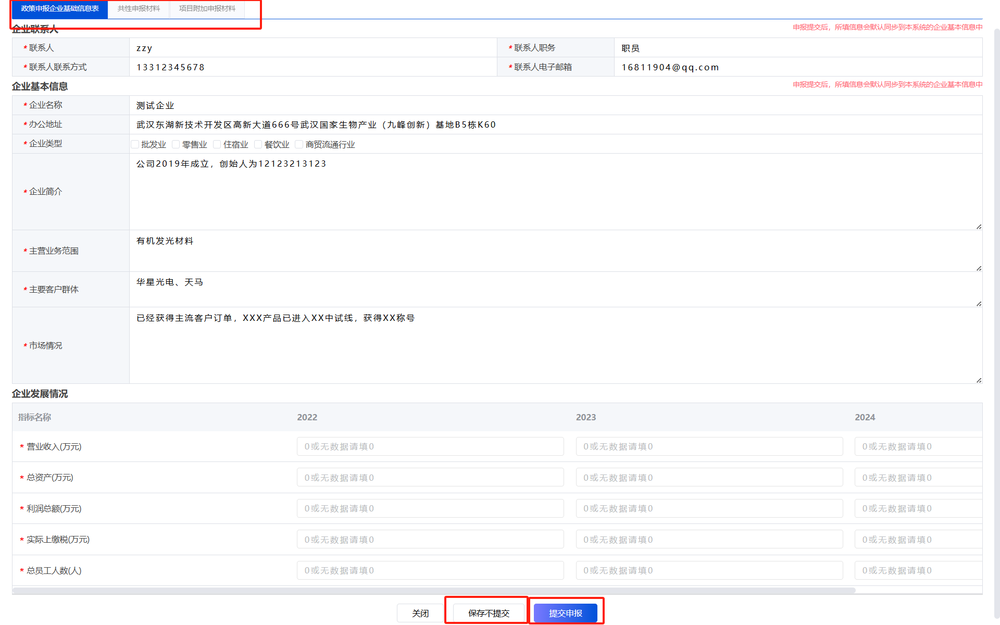 政策申报企业基础信息表 共性申报材料 项目附加申报材料
企业联系人 申报提交后，所填信息会默认同步到本系统的企业基本信息中
* 联系人 zzy * 联系人职务 职员
* 联系人联系方式 13312345678 * 联系人电子邮箱 16811904@qq.com
企业基本信息 申报提交后，所填信息会默认同步到本系统的企业基本信息中
* 企业名称 测试企业
* 办公地址 武汉东湖新技术开发区高新大道666号武汉国家生物产业（九峰创新）基地B5栋K60
* 企业类型 批发业 零售业 住宿业 餐饮业 商贸流通行业
* 企业简介 公司2019年成立，创始人为12123213123
* 主营业务范围 有机发光材料
* 主要客户群体 华星光电、天马
* 市场情况 已经获得主流客户订单，XXX产品已进入XX中试线，获得XX称号
企业发展情况
指标名称 2022 2023 2024
* 营业收入(万元) 0或无数据请填0 0或无数据请填0 0或无数据请填0
* 总资产(万元) 0或无数据请填0 0或无数据请填0 0或无数据请填0
* 利润总额(万元) 0或无数据请填0 0或无数据请填0 0或无数据请填0
* 实际上缴税(万元) 0或无数据请填0 0或无数据请填0 0或无数据请填0
* 总员工人数(人) 0或无数据请填0 0或无数据请填0 0或无数据请填0
关闭 保存不提交 提交申报